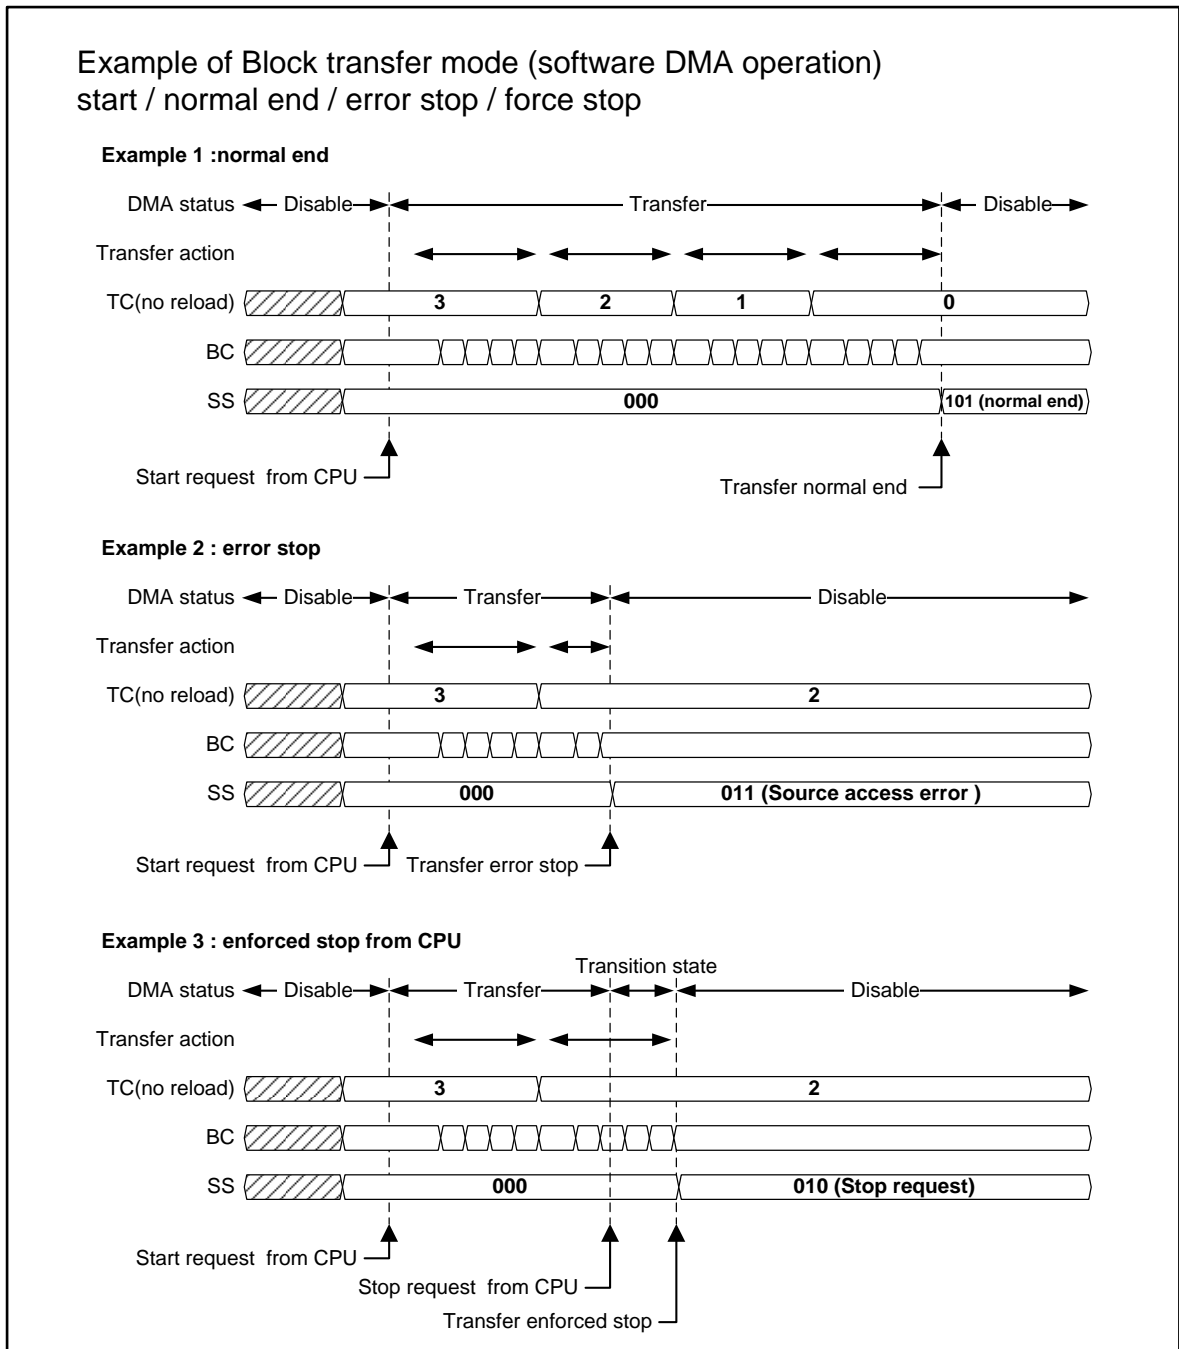 Example of Block transfer mode (software DMA operation)
start / normal end / error stop / force stop
Example 1 :normal end
DMA status Disable Transfer Disable
Transfer action
TC(no reload) 3 2 1 0
BC
SS 000 101 (normal end)
Start request from CPU
Transfer normal end
Example 2 : error stop
DMA status Disable Transfer Disable
Transfer action
TC(no reload) 3 2
BC
SS 000 011 (Source access error )
Start request from CPU Transfer error stop
Example 3 : enforced stop from CPU
Transition state
DMA status Disable Transfer Disable
Transfer action
TC(no reload) 3 2
BC
SS 000 010 (Stop request)
Start request from CPU
Stop request from CPU
Transfer enforced stop